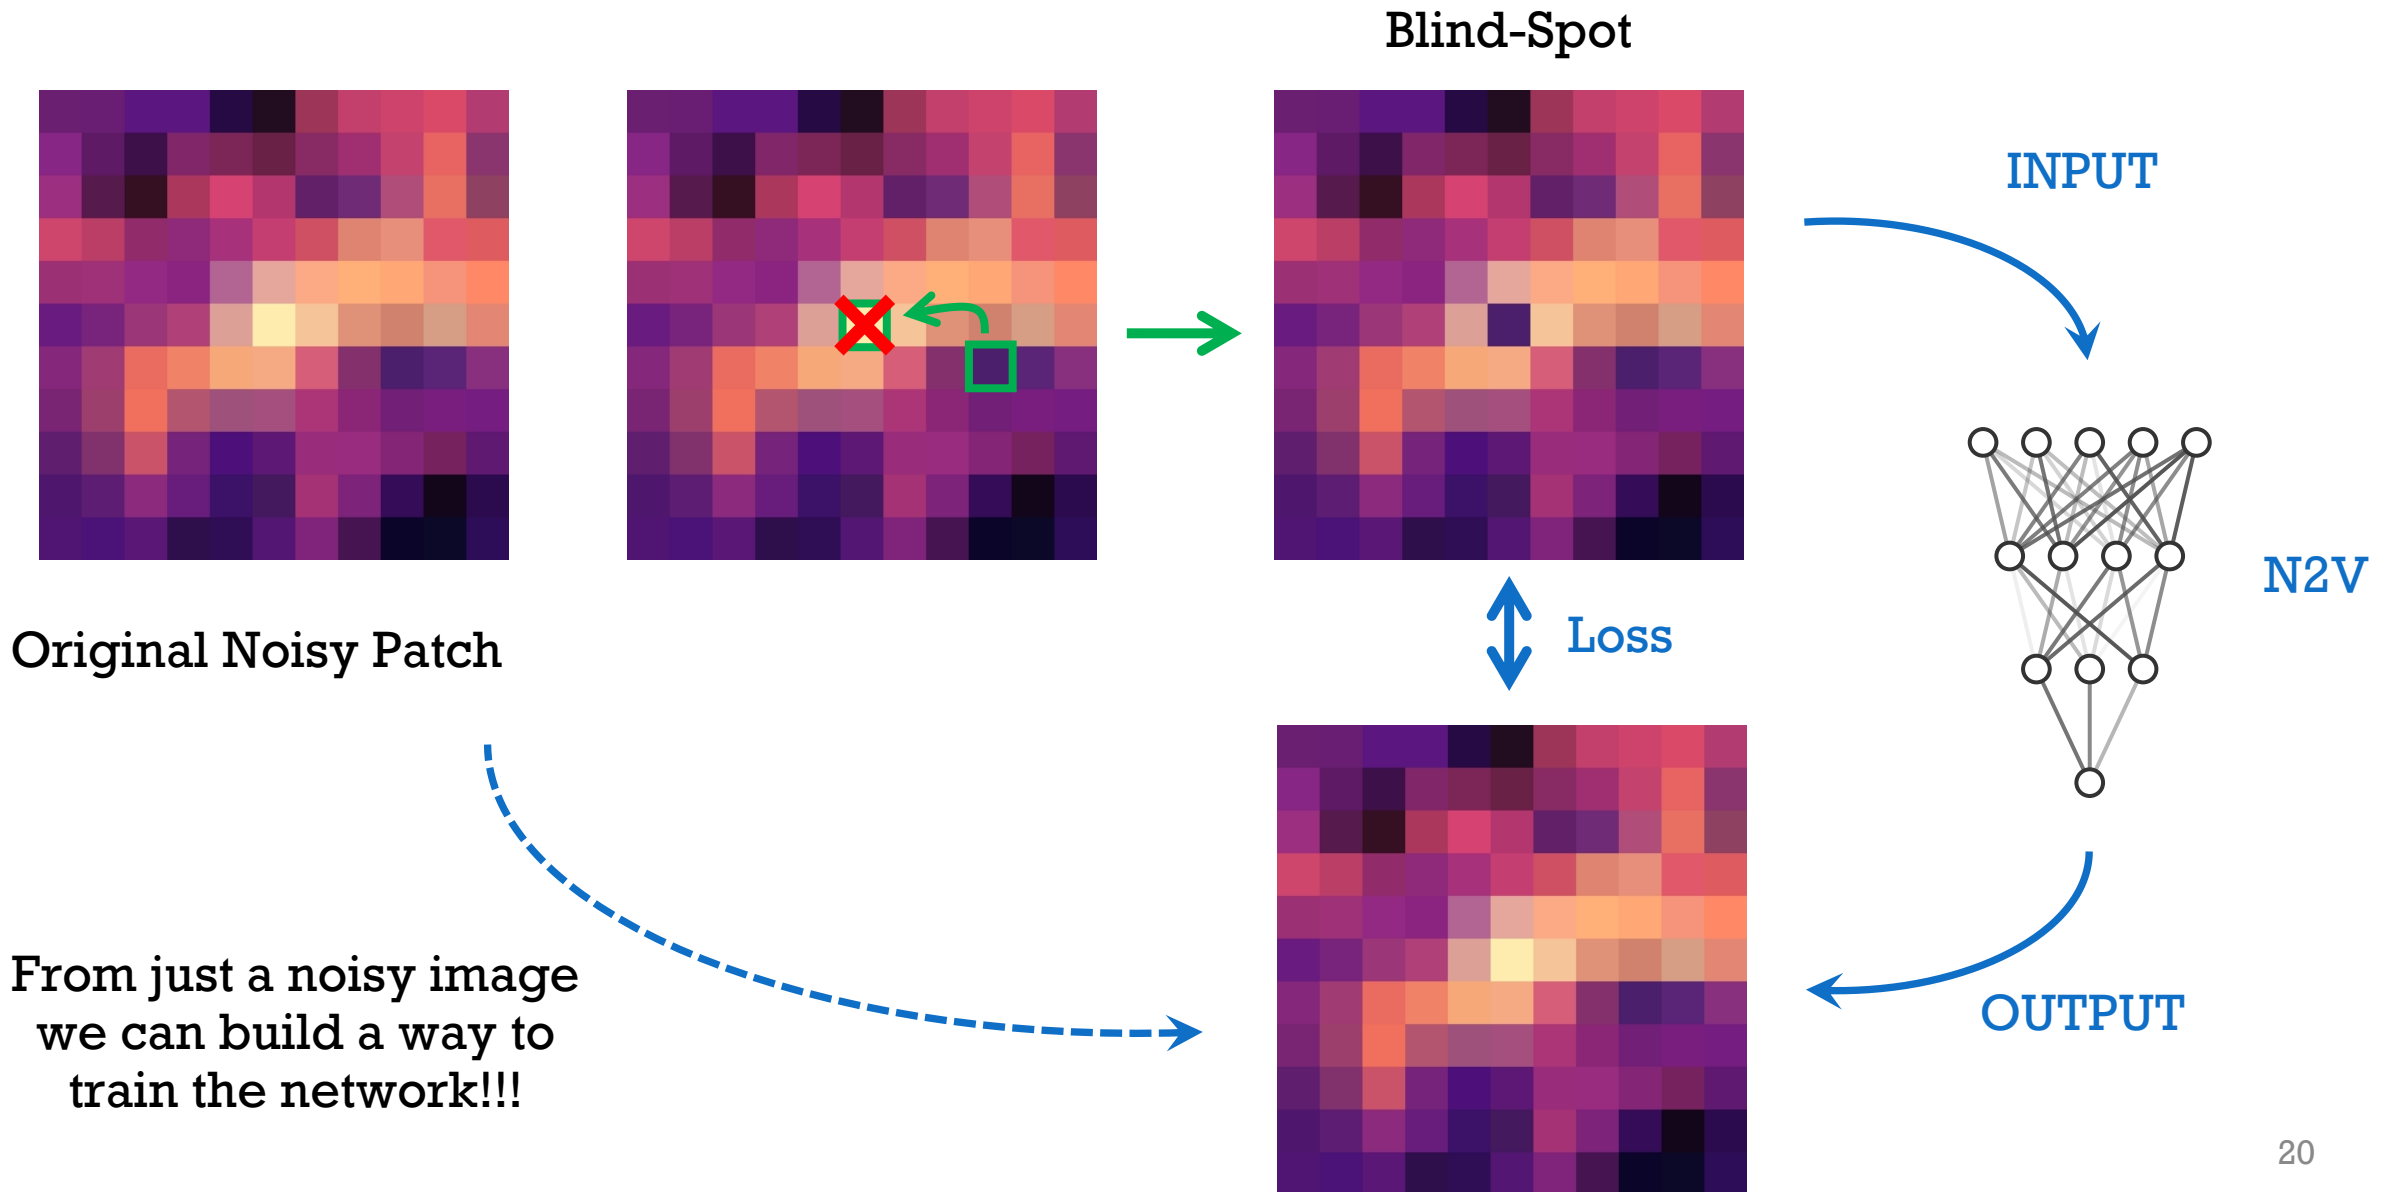 Blind-Spot
INPUT
N2V
Original Noisy Patch
Loss
From just a noisy image
we can build a way to
train the network!!!
OUTPUT
20